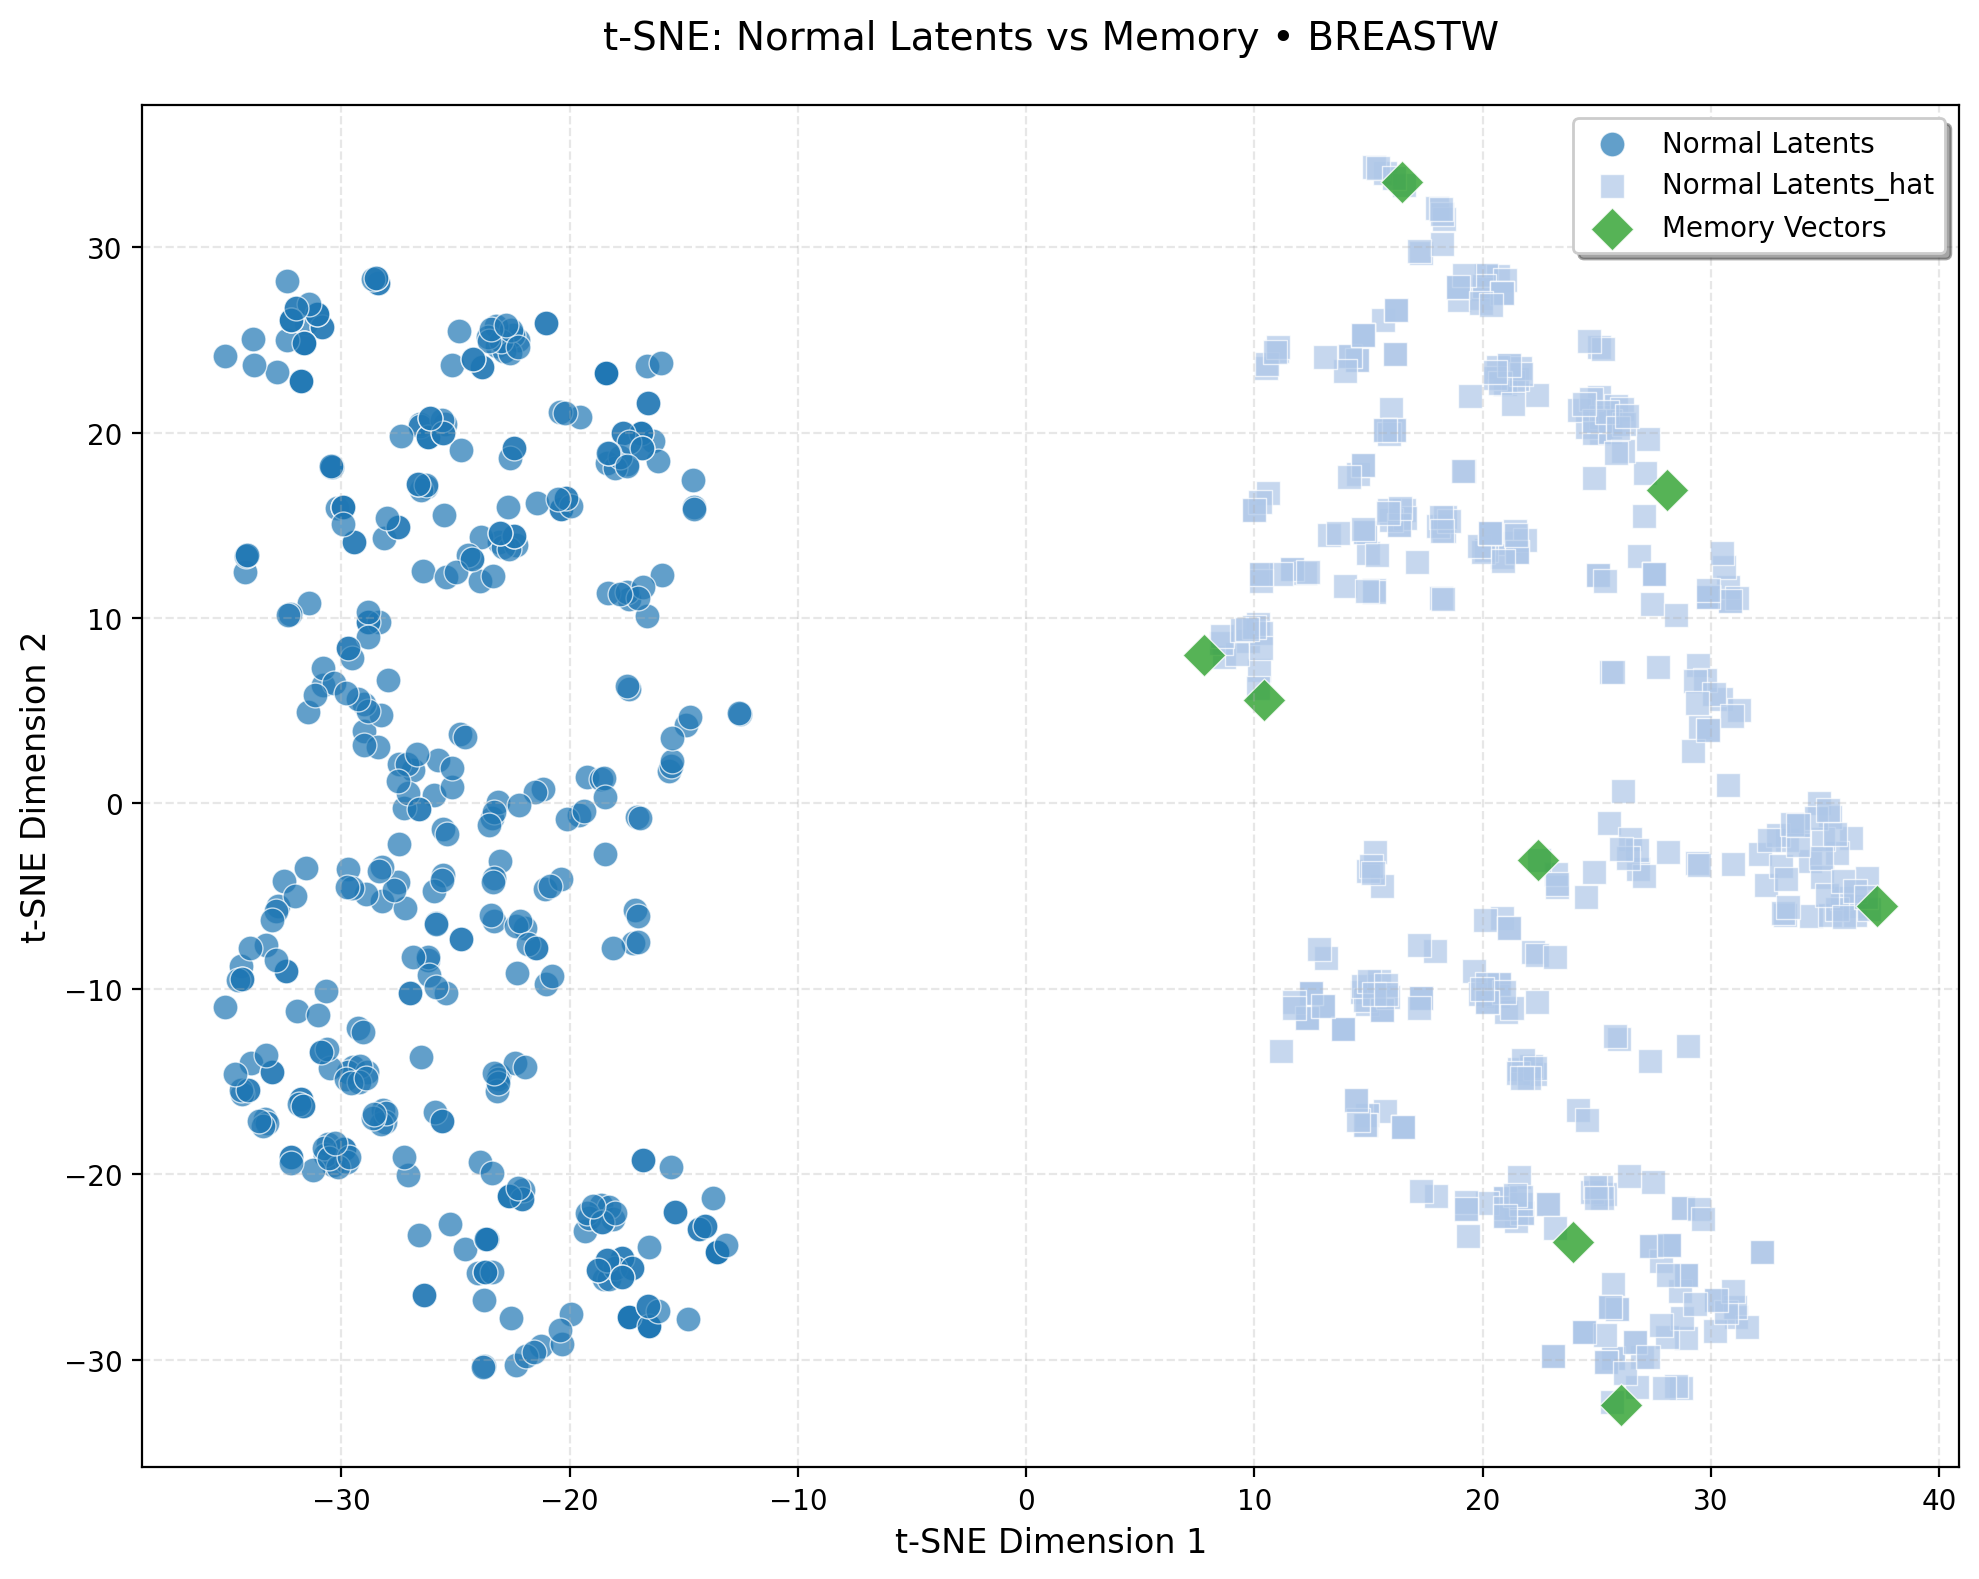 t-SNE: Normal Latents vs Memory • BREASTW
Normal Latents
Normal Latents_hat
Memory Vectors
30
20
10
0
−10
−20
−30
t-SNE Dimension 2
−30
−20
−10
0
10
20
30
40
t-SNE Dimension 1